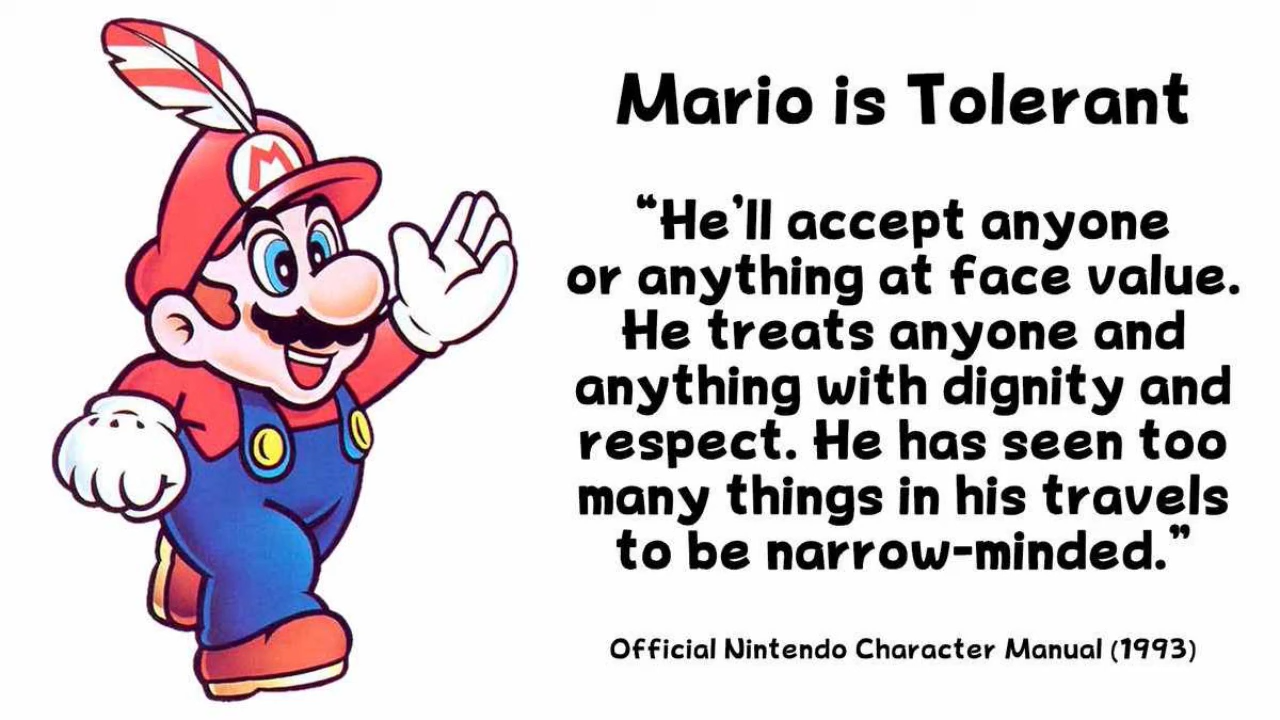 M
Mario is Tolerant
“He’ll accept anyone
or anything at face value.
He treats anyone and
anything with dignity and
respect. He has seen too
many things in his travels
to be narrow-minded.”
Official Nintendo Character Manual (1993)